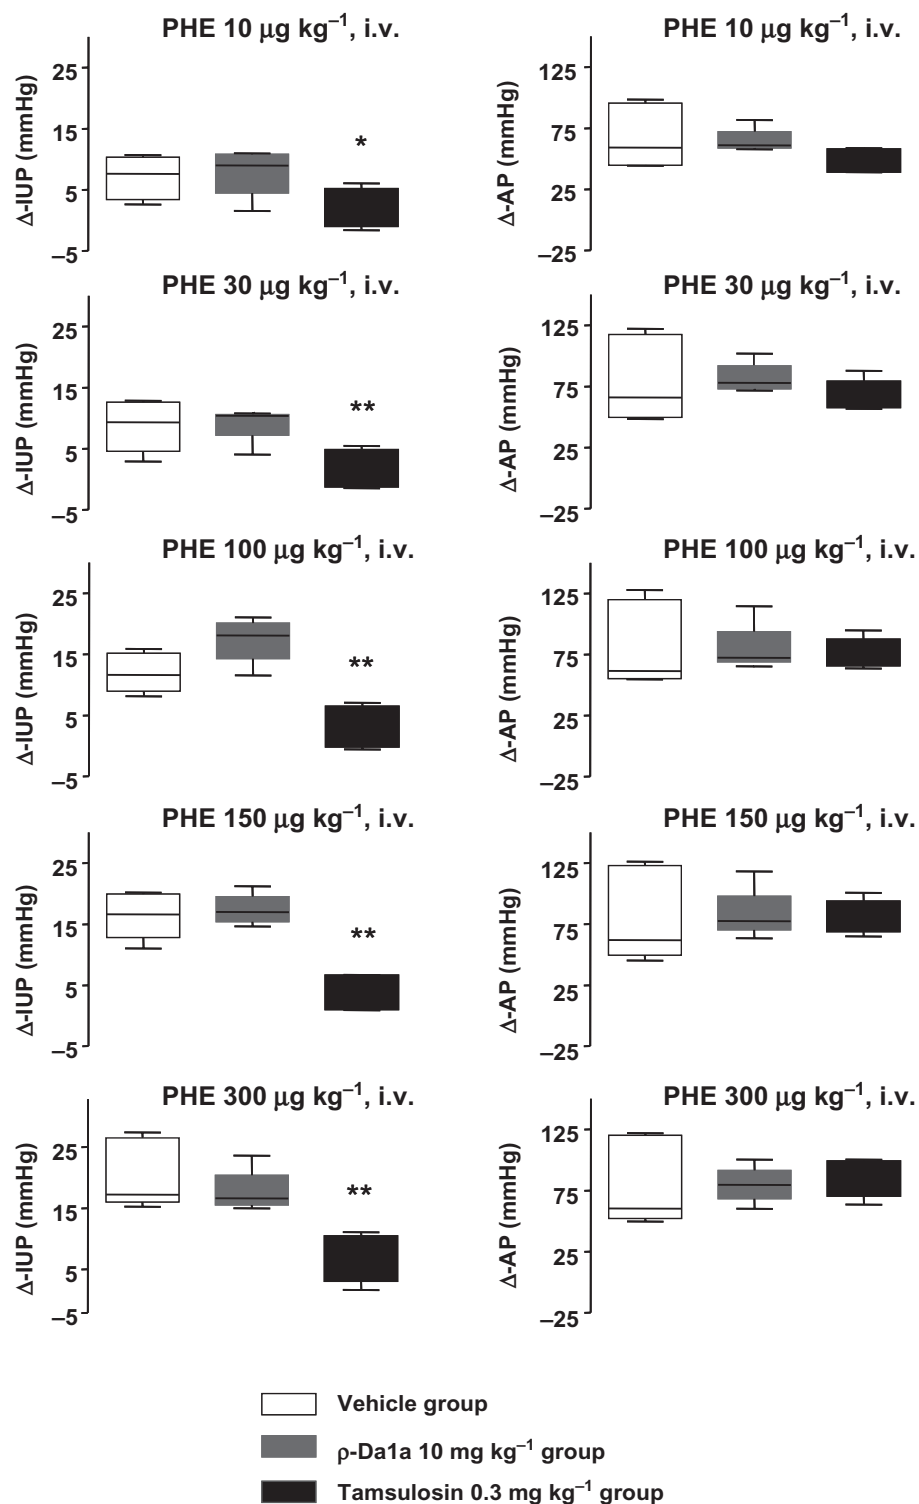 PHE 10 μg kg⁻¹, i.v.
Δ-IUP (mmHg)
25
15
5
–5
*
PHE 10 μg kg⁻¹, i.v.
Δ-AP (mmHg)
125
75
25
–25
PHE 30 μg kg⁻¹, i.v.
Δ-IUP (mmHg)
25
15
5
–5
**
PHE 30 μg kg⁻¹, i.v.
Δ-AP (mmHg)
125
75
25
–25
PHE 100 μg kg⁻¹, i.v.
Δ-IUP (mmHg)
25
15
5
–5
**
PHE 100 μg kg⁻¹, i.v.
Δ-AP (mmHg)
125
75
25
–25
PHE 150 μg kg⁻¹, i.v.
Δ-IUP (mmHg)
25
15
5
–5
**
PHE 150 μg kg⁻¹, i.v.
Δ-AP (mmHg)
125
75
25
–25
PHE 300 μg kg⁻¹, i.v.
Δ-IUP (mmHg)
25
15
5
–5
**
PHE 300 μg kg⁻¹, i.v.
Δ-AP (mmHg)
125
75
25
–25
Vehicle group
ρ-Da1a 10 mg kg⁻¹ group
Tamsulosin 0.3 mg kg⁻¹ group